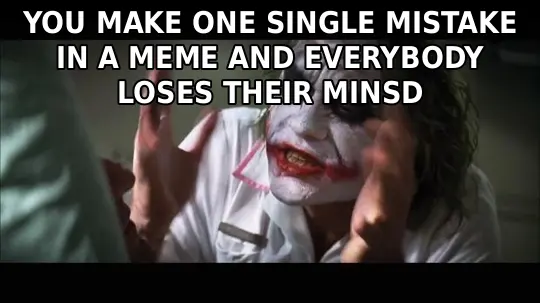 YOU MAKE ONE SINGLE MISTAKE
IN A MEME AND EVERYBODY
LOSES THEIR MINSD